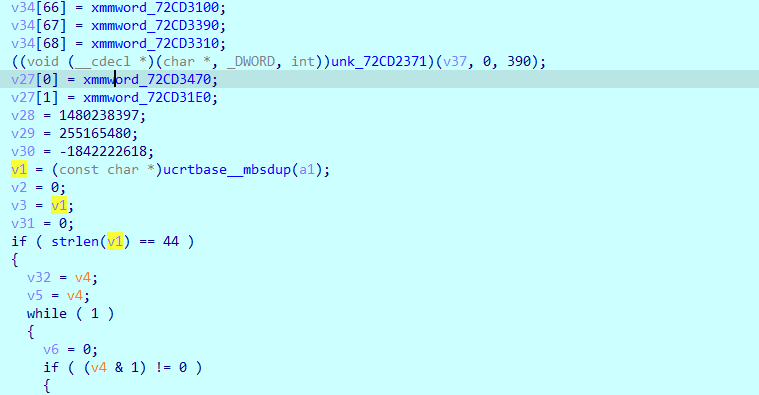 v34[66] = xmmword_72CD3100;
v34[67] = xmmword_72CD3390;
v34[68] = xmmword_72CD3310;
((void (__cdecl *)(char *, _DWORD, int))unk_72CD2371)(v37, 0, 390);
v27[0] = xmmword_72CD3470;
v27[1] = xmmword_72CD31E0;
v28 = 1480238397;
v29 = 255165480;
v30 = -1842222618;
v1 = (const char *)ucrtbase__mbsdup(a1);
v2 = 0;
v3 = v1;
v31 = 0;
if ( strlen(v1) == 44 )
{
v32 = v4;
v5 = v4;
while ( 1 )
{
v6 = 0;
if ( (v4 & 1) != 0 )
{